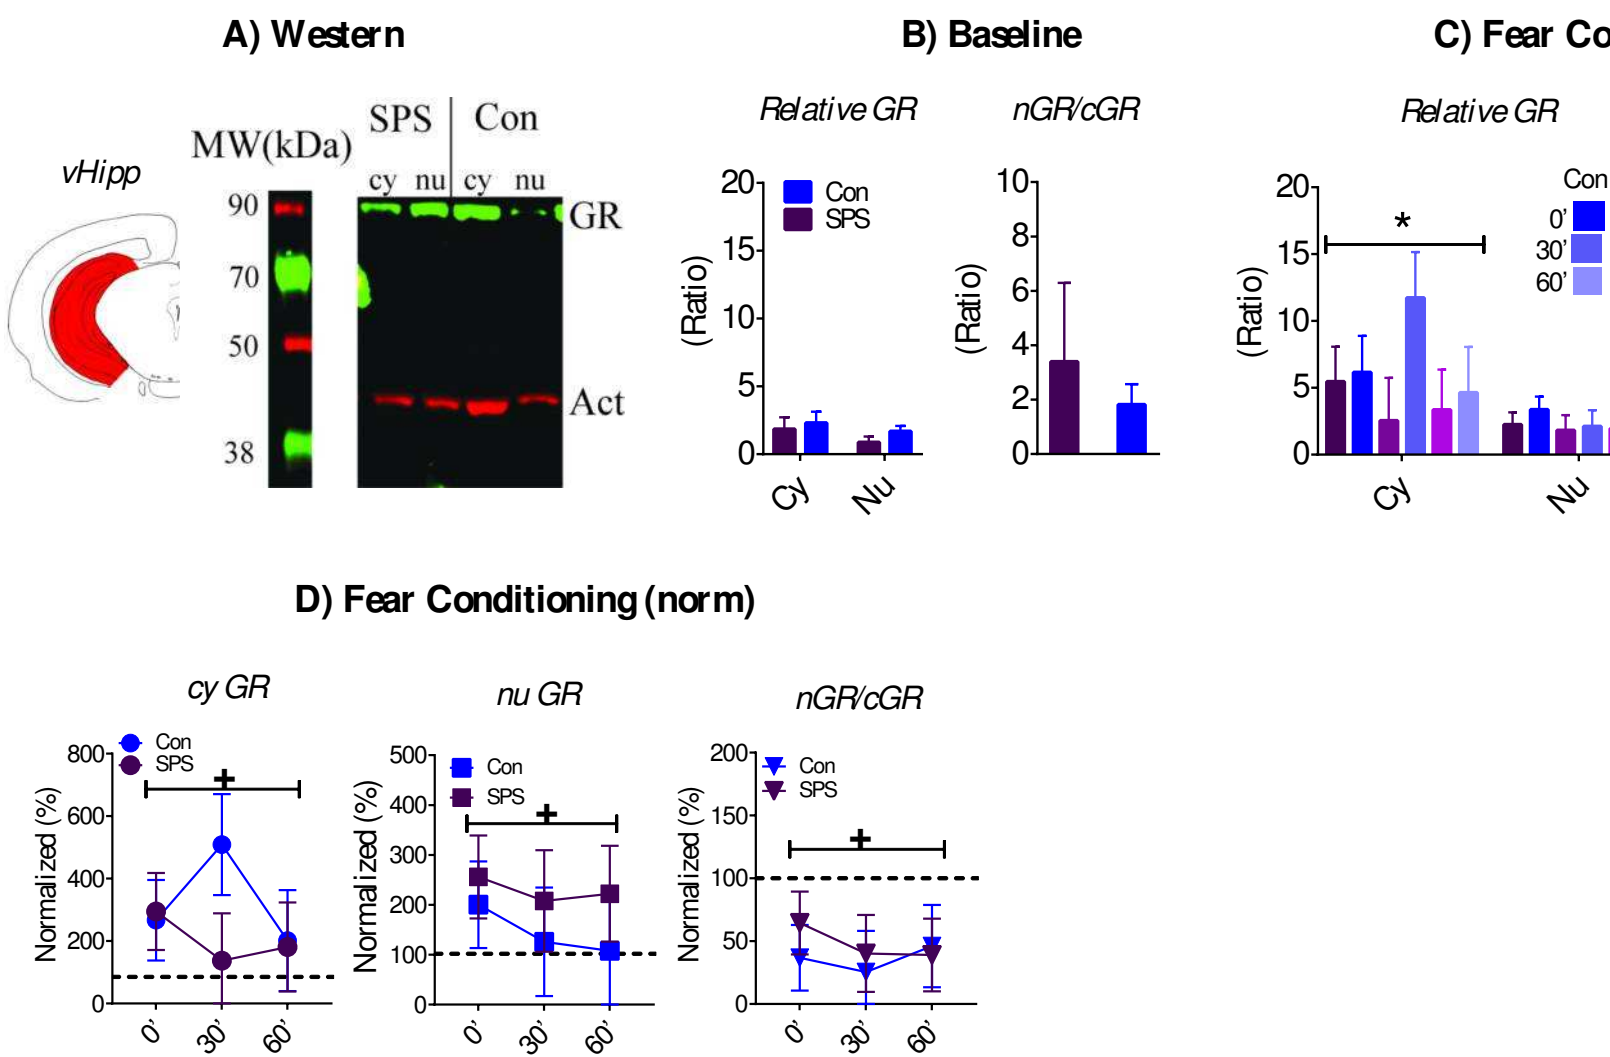 A) Western
B) Baseline
C) Fear Co
vHipp
MW(kDa)
SPS
Con
cy
nu
cy
nu
90
70
50
38
GR
Act
Relative GR
(Ratio)
20
15
10
5
0
Con
SPS
Cy
Nu
nGR/cGR
(Ratio)
10
8
6
4
2
0
Relative GR
(Ratio)
20
15
10
5
0
*
Con
0'
30'
60'
Cy
Nu
D) Fear Conditioning (norm)
cy GR
Normalized (%)
800
600
400
200
0
Con
SPS
+
0'
30'
60'
nu GR
Normalized (%)
500
400
300
200
100
0
Con
SPS
+
0'
30'
60'
nGR/cGR
Normalized (%)
200
150
100
50
0
Con
SPS
+
0'
30'
60'